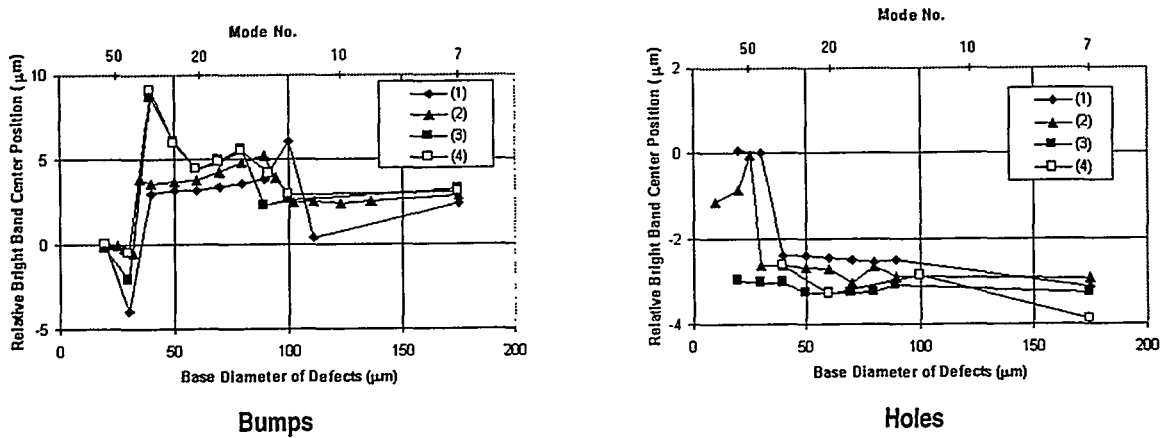 Mode No.
50 20 10 7
Relative Bright Band Center Position (µm)
10
5
0
-5
(1)
(2)
(3)
(4)
0 50 100 150 200
Base Diameter of Defects (µm)
Bumps
Mode No.
50 20 10 7
Relative Bright Band Center Position (µm)
2
0
-2
-4
(1)
(2)
(3)
(4)
0 50 100 150 200
Base Diameter of Defects (µm)
Holes